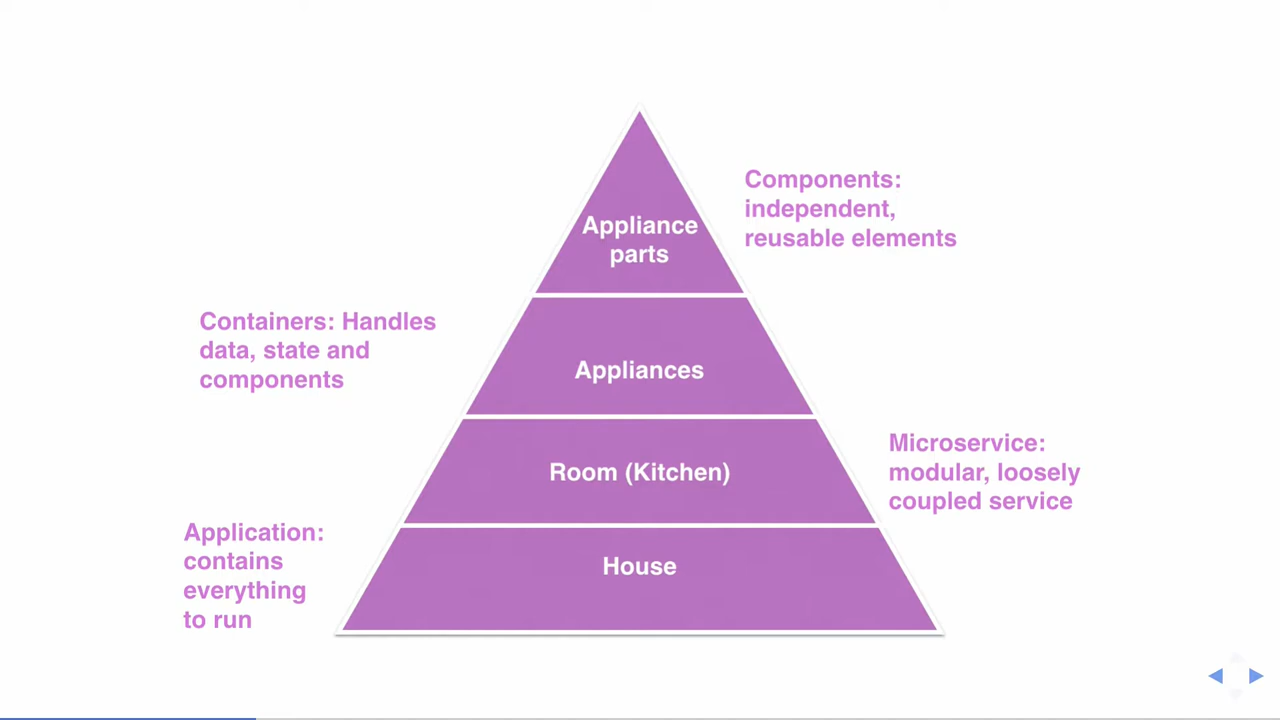 Components:
independent,
reusable elements
Appliance
parts
Containers: Handles
data, state and
components
Appliances
Microservice:
modular, loosely
coupled service
Room (Kitchen)
Application:
contains
everything
to run
House